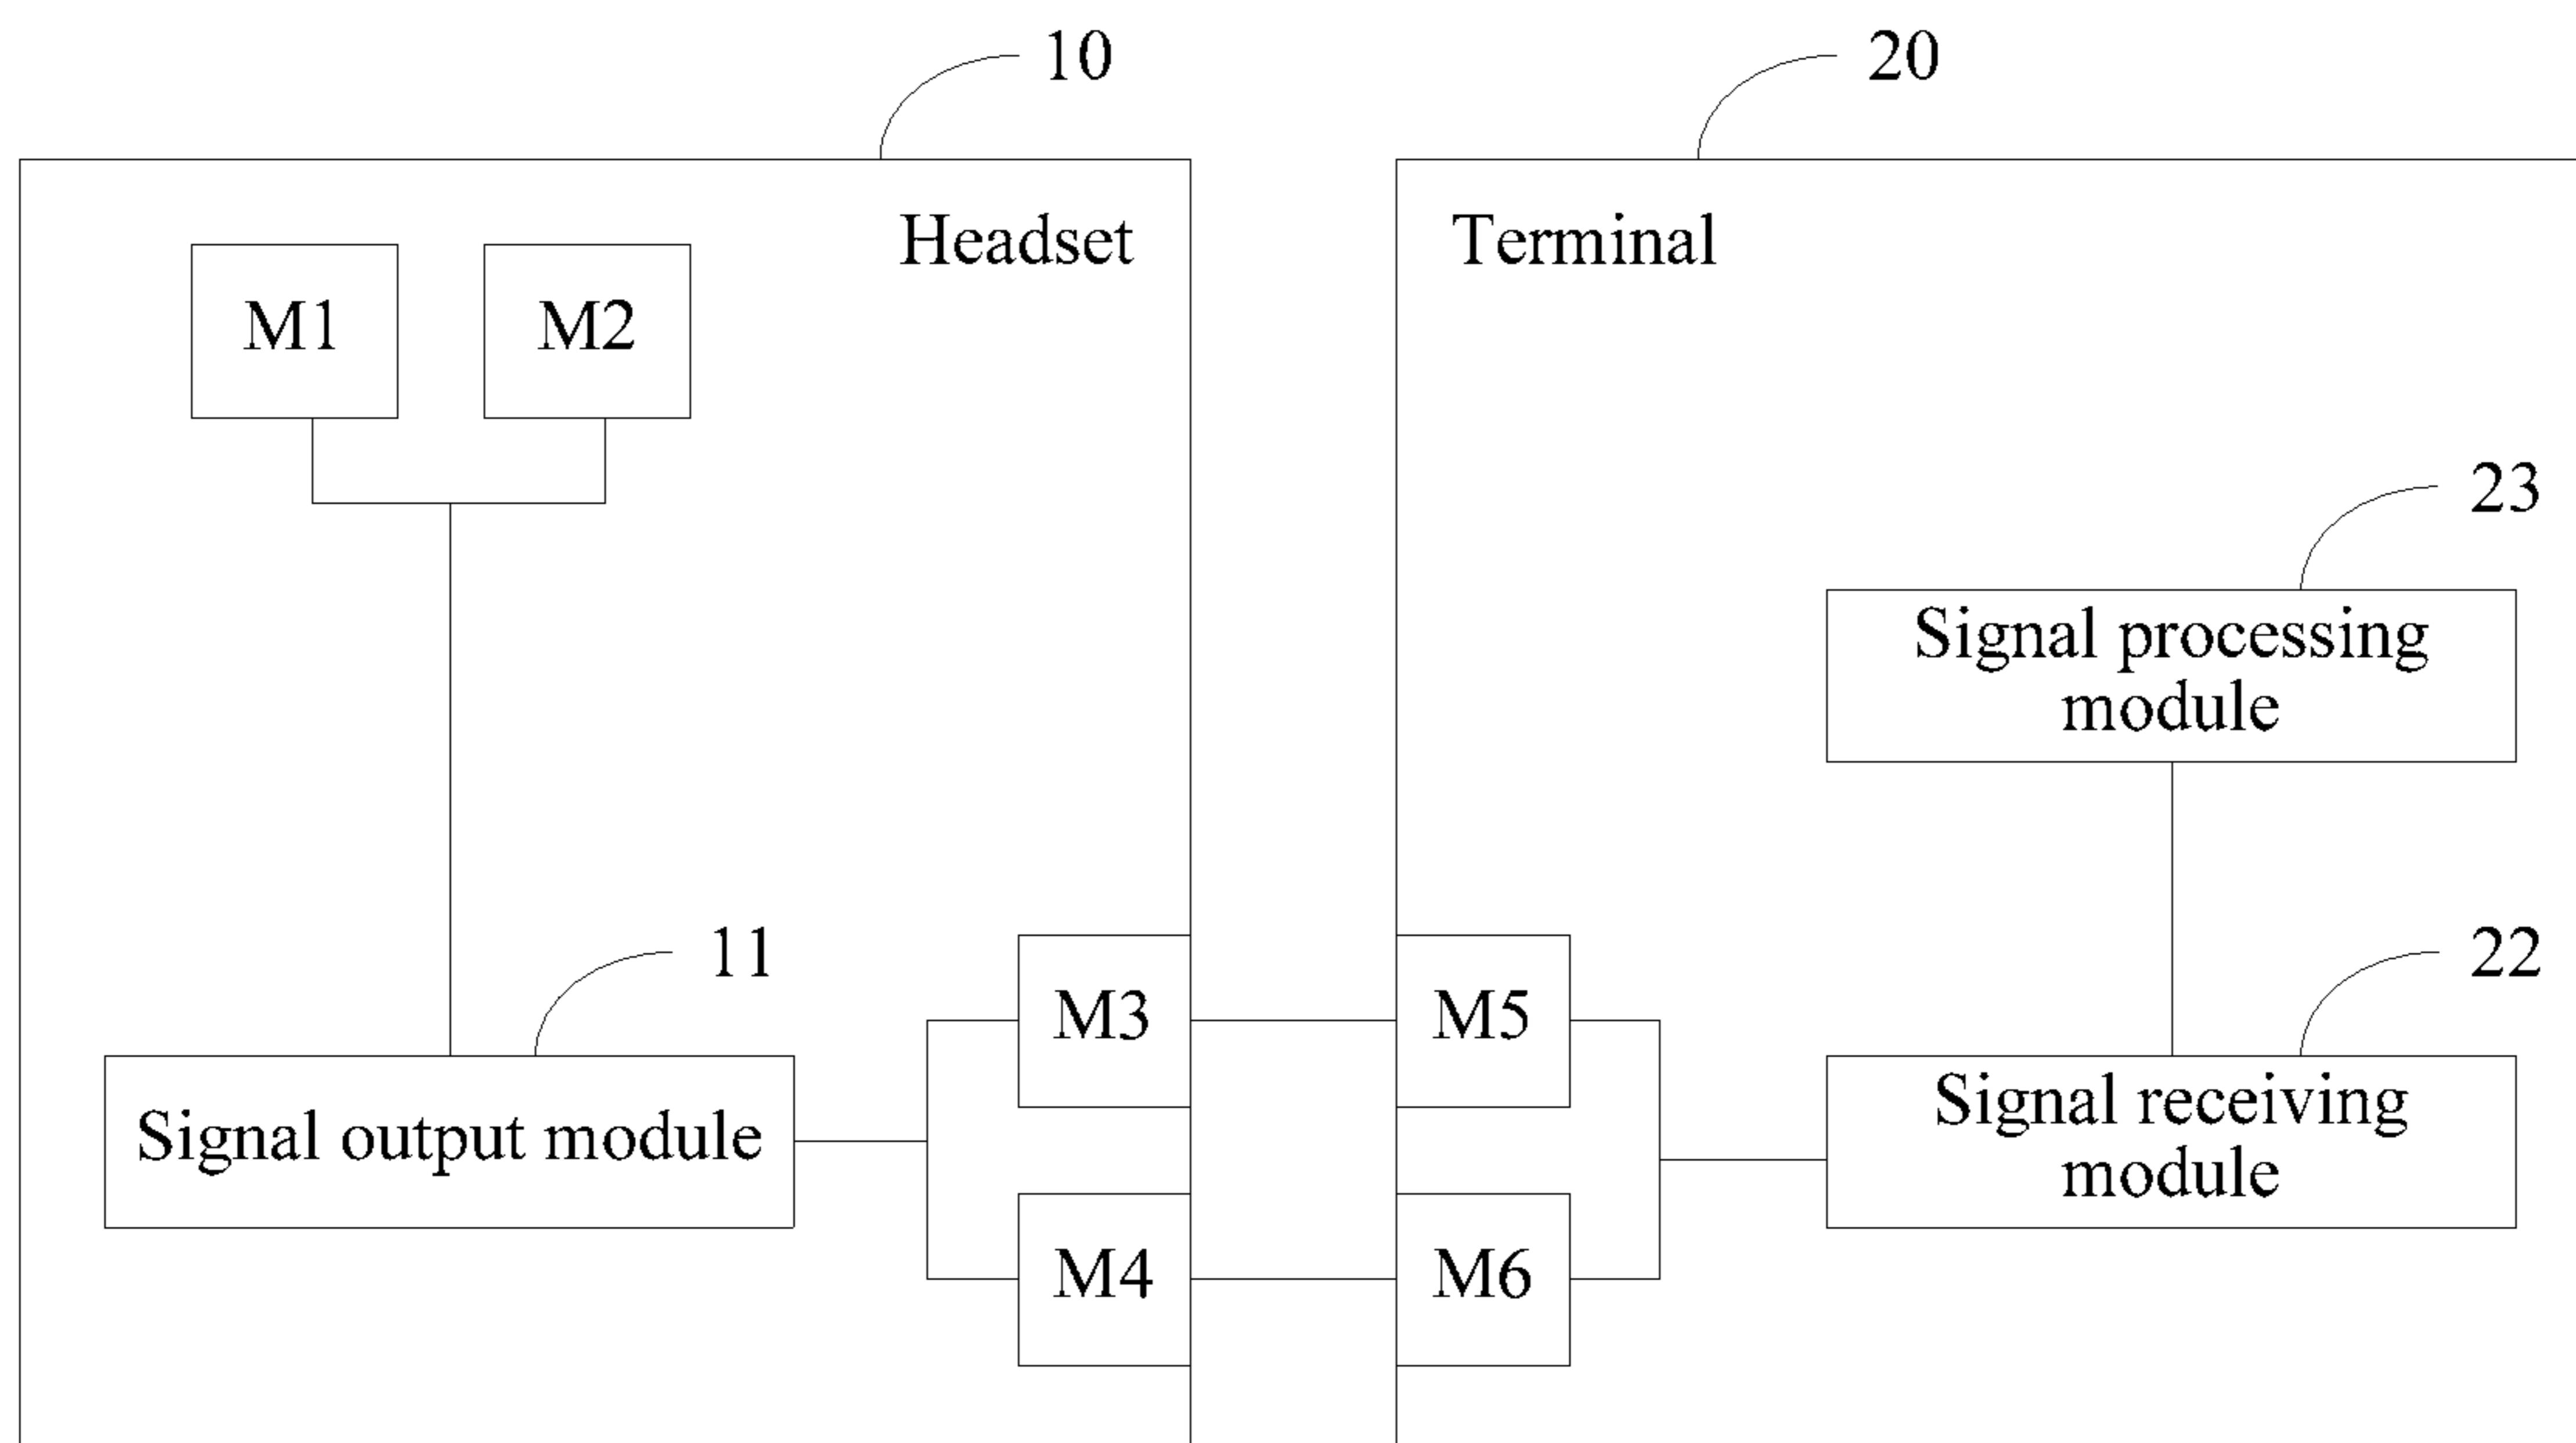 10
20
Headset
Terminal
M1
M2
23
Signal processing
module
11
22
M3
M5
Signal output module
Signal receiving
module
M4
M6